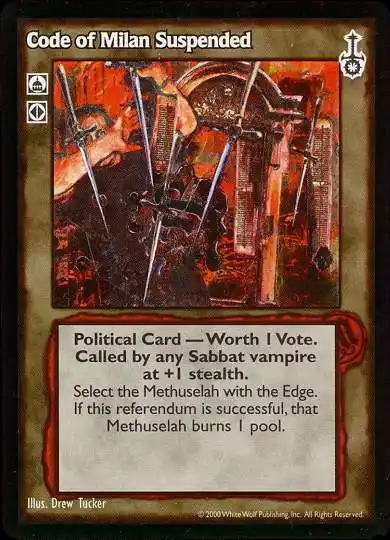 Code of Milan Suspended
Political Card — Worth 1 Vote.
Called by any Sabbat vampire
at +1 stealth.
Select the Methuselah with the Edge.
If this referendum is successful, that
Methuselah burns 1 pool.
Illus. Drew Tucker
© 2000 White Wolf Publishing, Inc. All Rights Reserved.